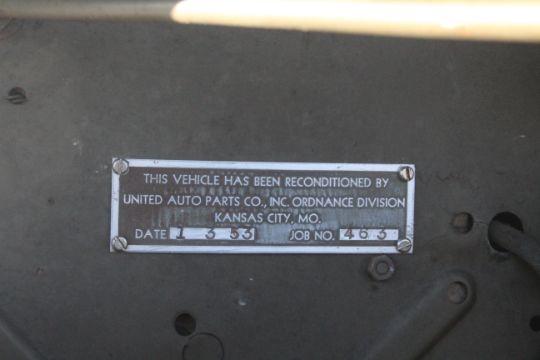 THIS VEHICLE HAS BEEN RECONDITIONED BY
UNITED AUTO PARTS CO., INC. ORDNANCE DIVISION
KANSAS CITY, MO.
DATE 1 3 53 JOB NO. 463